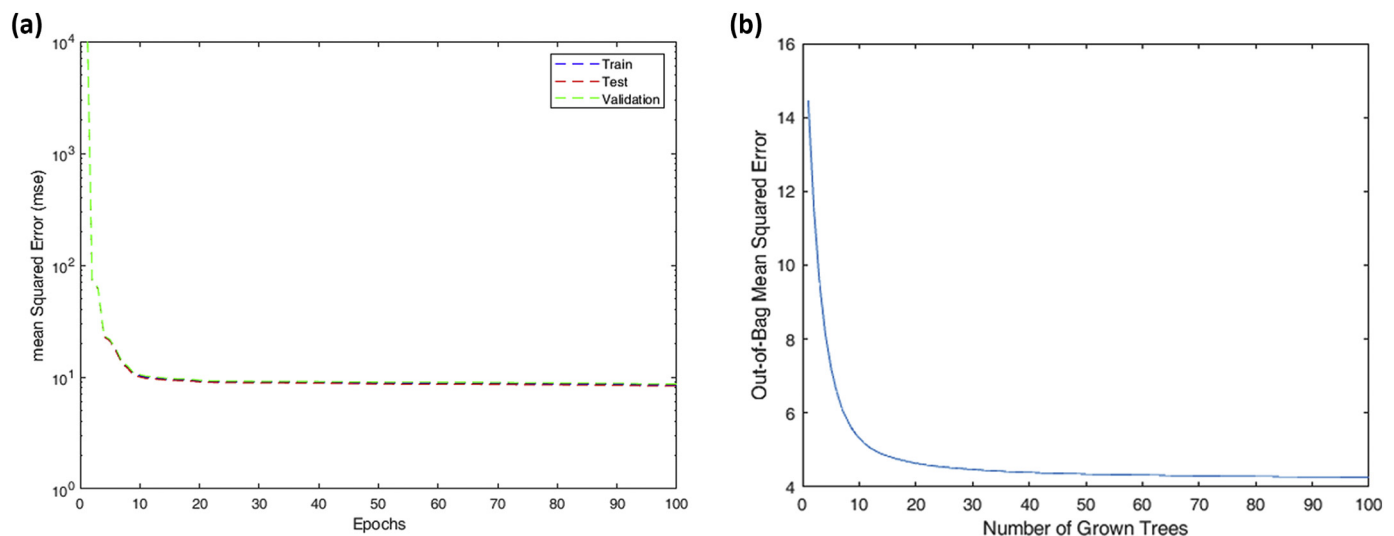 (a)
mean Squared Error (mse)
10^4
10^3
10^2
10^1
10^0
Train
Test
Validation
0 10 20 30 40 50 60 70 80 90 100
Epochs
(b)
Out-of-Bag Mean Squared Error
16
14
12
10
8
6
4
0 10 20 30 40 50 60 70 80 90 100
Number of Grown Trees